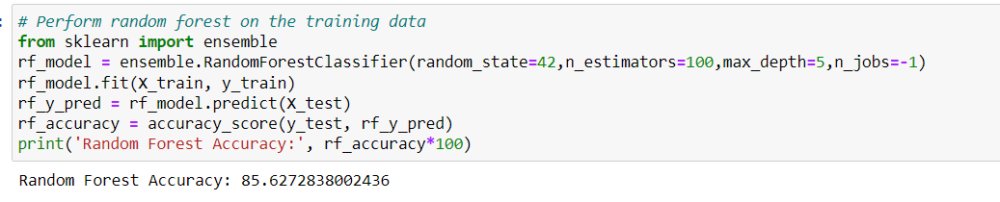 # Perform random forest on the training data
from sklearn import ensemble
rf_model = ensemble.RandomForestClassifier(random_state=42,n_estimators=100,max_depth=5,n_jobs=-1)
rf_model.fit(X_train, y_train)
rf_y_pred = rf_model.predict(X_test)
rf_accuracy = accuracy_score(y_test, rf_y_pred)
print('Random Forest Accuracy:', rf_accuracy*100)
Random Forest Accuracy: 85.6272838002436